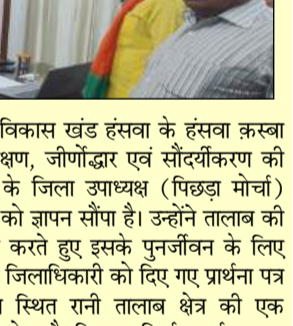 विकास खंड हंसवा के हंसवा क़स्बा
क्षण, जीर्णोद्धार एवं सौंदर्यीकरण की
के जिला उपाध्यक्ष (पिछड़ा मोर्चा)
को ज्ञापन सौंपा है। उन्होंने तालाब की
करते हुए इसके पुनर्जीवन के लिए
जिलाधिकारी को दिए गए प्रार्थना पत्र
स्थित रानी तालाब क्षेत्र की एक